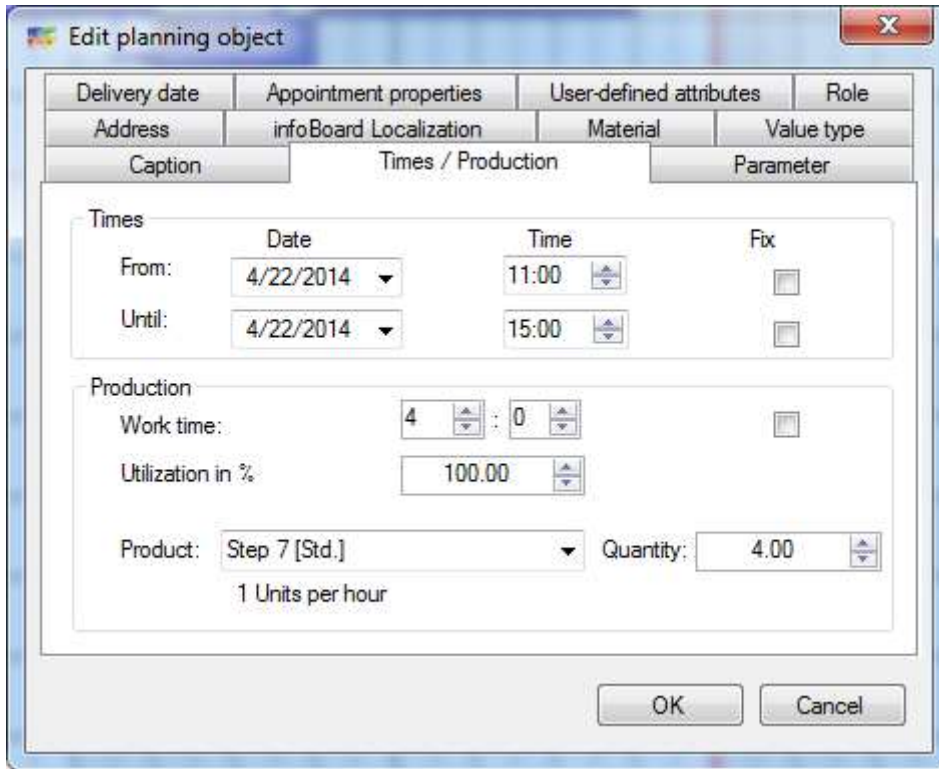 Edit planning object
Delivery date Appointment properties User-defined attributes Role
Address infoBoard Localization Material Value type
Caption Times / Production Parameter
Times
Date Time Fix
From: 4/22/2014 11:00
Until: 4/22/2014 15:00
Production
Work time: 4 : 0
Utilization in % 100.00
Product: Step 7 [Std.] Quantity: 4.00
1 Units per hour
OK Cancel